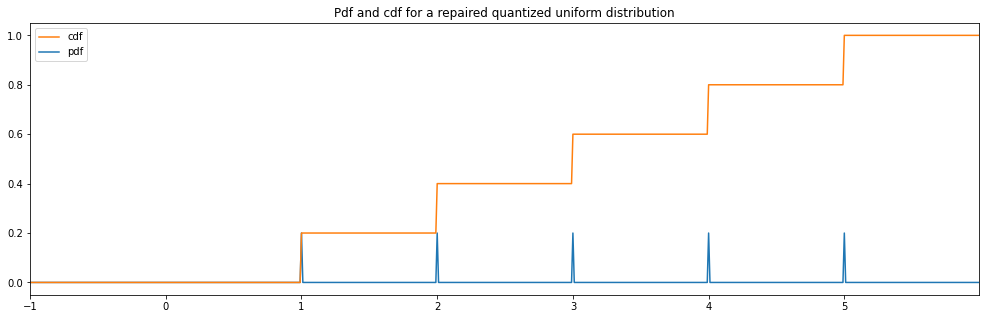 Pdf and cdf for a repaired quantized uniform distribution
cdf
pdf
1.0
0.8
0.6
0.4
0.2
0.0
−1 0 1 2 3 4 5